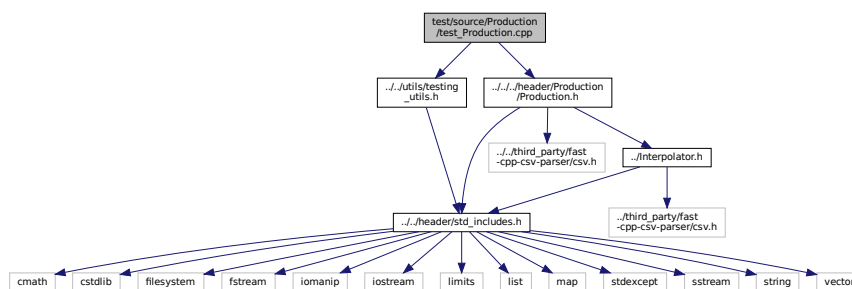 test/source/Production
/test_Production.cpp
../../utils/testing
_utils.h
../../../header/Production
/Production.h
../../third_party/fast
-cpp-csv-parser/csv.h
../Interpolator.h
../third_party/fast
-cpp-csv-parser/csv.h
../../header/std_includes.h
cmath
cstdlib
filesystem
fstream
iomanip
iostream
limits
list
map
stdexcept
sstream
string
vector